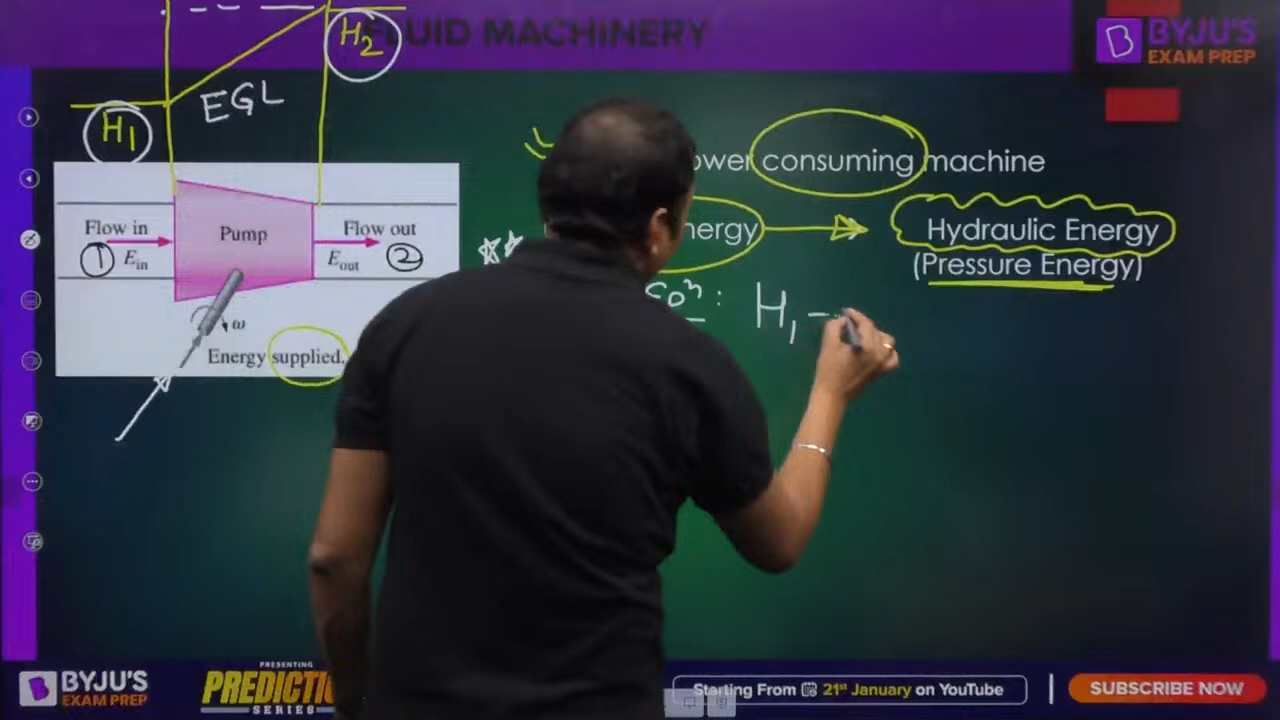 FLUID MACHINERY
BYJU'S
EXAM PREP
H2
EGL
H1
consuming machine
Hydraulic Energy
(Pressure Energy)
Flow in
Pump
Flow out
1
2
Ein
Eout
ω
Energy supplied.
H1 -
BYJU'S
EXAM PREP
PRESENTING
SERIES
Starting From 21st January on YouTube
SUBSCRIBE NOW